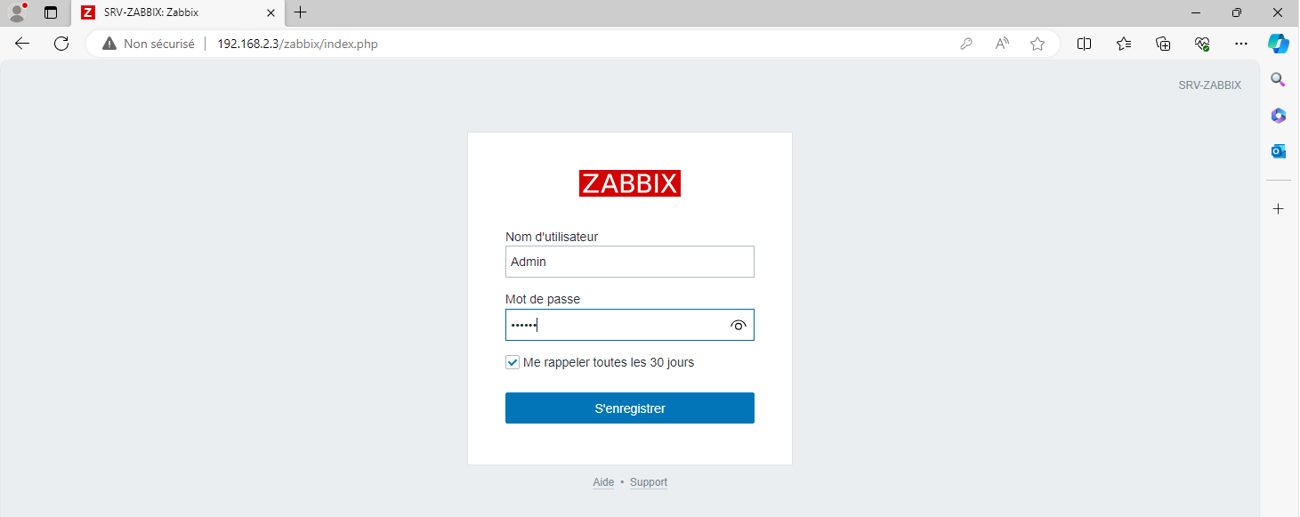 SRV-ZABBIX: Zabbix
Non sécurisé
192.168.2.3/zabbix/index.php
SRV-ZABBIX
ZABBIX
Nom d'utilisateur
Admin
Mot de passe
••••••
Me rappeler toutes les 30 jours
S'enregistrer
Aide • Support